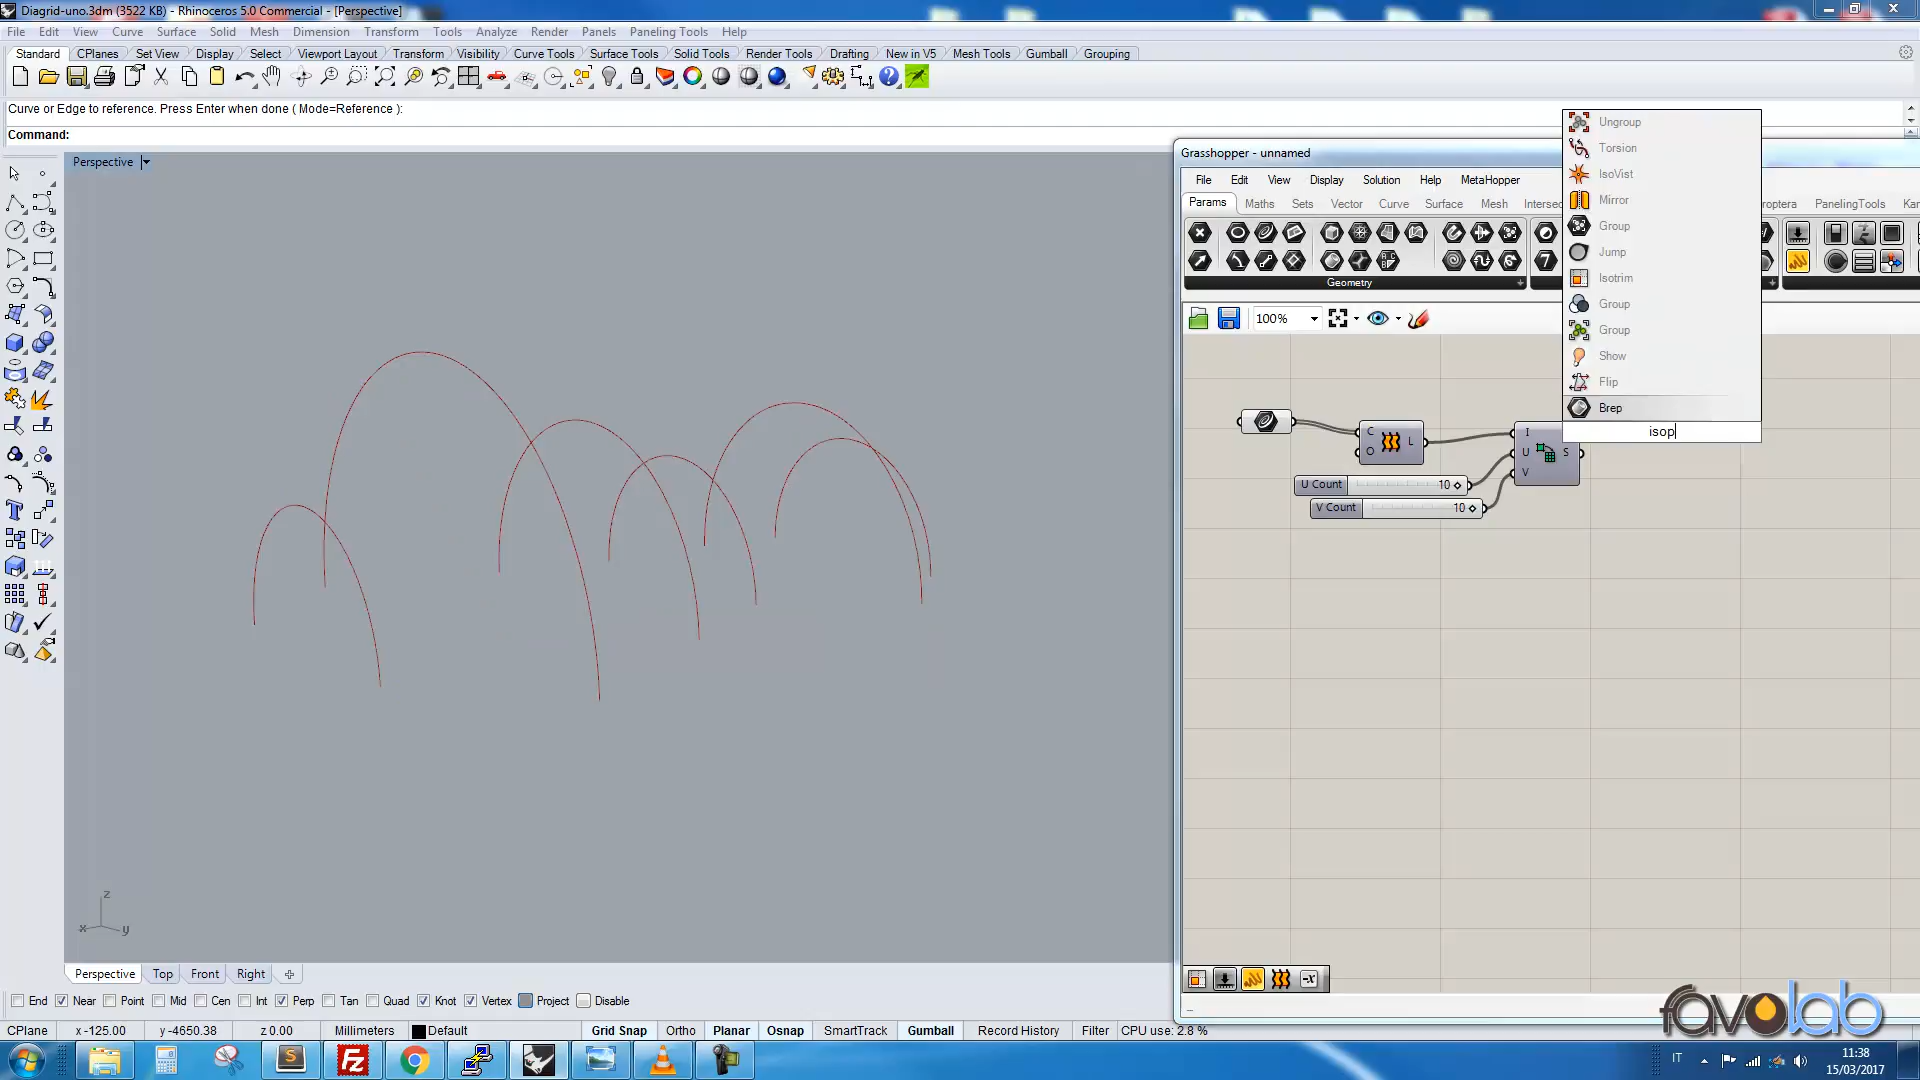 Diagrid-uno.3dm (3522 KB) - Rhinoceros 5.0 Commercial - [Perspective]
File Edit View Curve Surface Solid Mesh Dimension Transform Tools Analyze Render Panels Paneling Tools Help
Standard CPlanes Set View Display Select Viewport Layout Transform Visibility Curve Tools Surface Tools Solid Tools Render Tools Drafting New in V5 Mesh Tools Gumball Grouping
Curve or Edge to reference. Press Enter when done ( Mode=Reference ):
Command:
Perspective
Grasshopper - unnamed
File Edit View Display Solution Help MetaHopper
Params Maths Sets Vector Curve Surface Mesh Intersec
roptera PanelingTools Kan
Geometry
100%
Ungroup
Torsion
IsoVist
Mirror
Group
Jump
Isotrim
Group
Group
Show
Flip
Brep
isop
C
O
L
I
U
V
S
U Count 10
V Count 10
z
x
y
Perspective Top Front Right
End Near Point Mid Cen Int Perp Tan Quad Knot Vertex Project Disable
CPlane x -125.00 y -4650.38 z 0.00 Millimeters Default Grid Snap Ortho Planar Osnap SmartTrack Gumball Record History Filter CPU use: 2.8 %
favolab
IT
11:38
15/03/2017